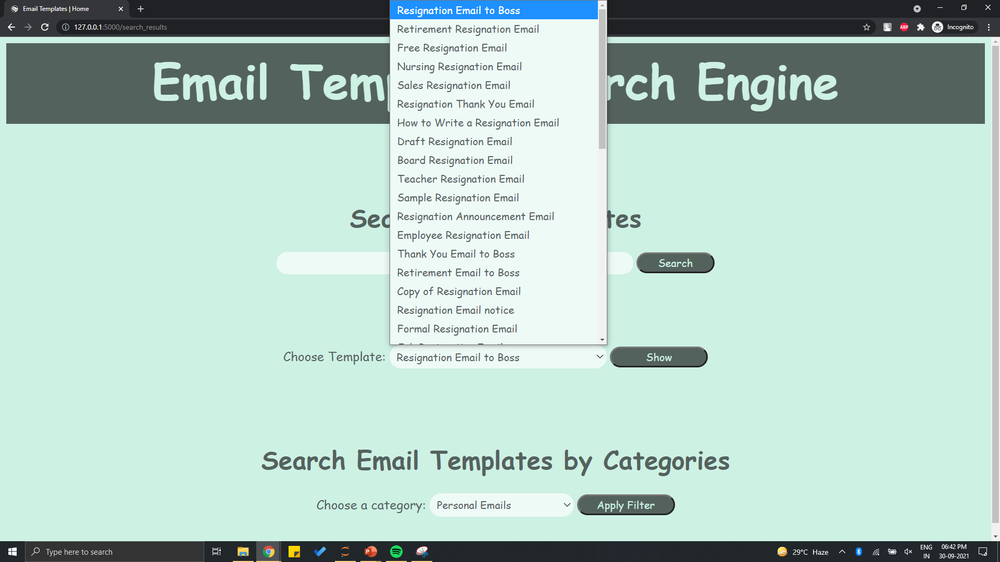 Email Templates | Home
127.0.0.1:5000/search_results
Incognito
ABP
Email Temp rch Engine
Resignation Email to Boss
Retirement Resignation Email
Free Resignation Email
Nursing Resignation Email
Sales Resignation Email
Resignation Thank You Email
How to Write a Resignation Email
Draft Resignation Email
Board Resignation Email
Teacher Resignation Email
Sample Resignation Email
Resignation Announcement Email
Employee Resignation Email
Thank You Email to Boss
Retirement Email to Boss
Copy of Resignation Email
Resignation Email notice
Formal Resignation Email
Sea tes
Search
Choose Template: Resignation Email to Boss Show
Search Email Templates by Categories
Choose a category: Personal Emails Apply Filter
Type here to search
29°C Haze
ENG
IN
06:42 PM
30-09-2021